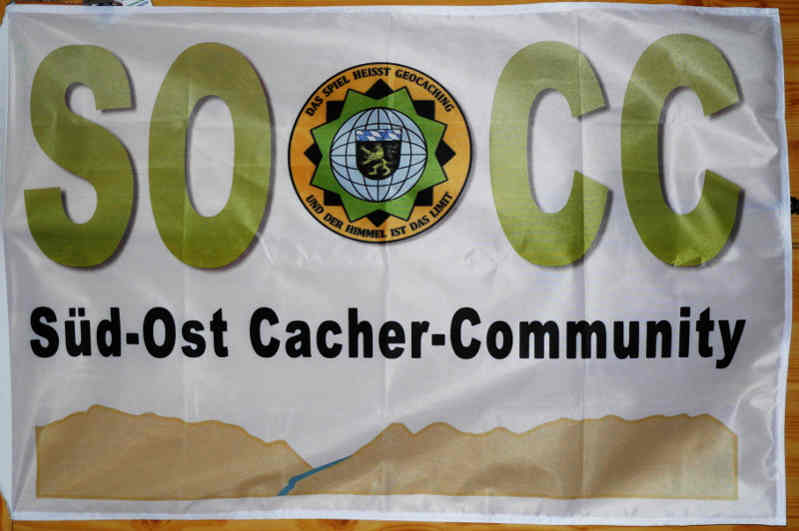 SO CC
DAS SPIEL HEISST GEOCACHING
UND DER HIMMEL IST DAS LIMIT
Süd-Ost Cacher-Community